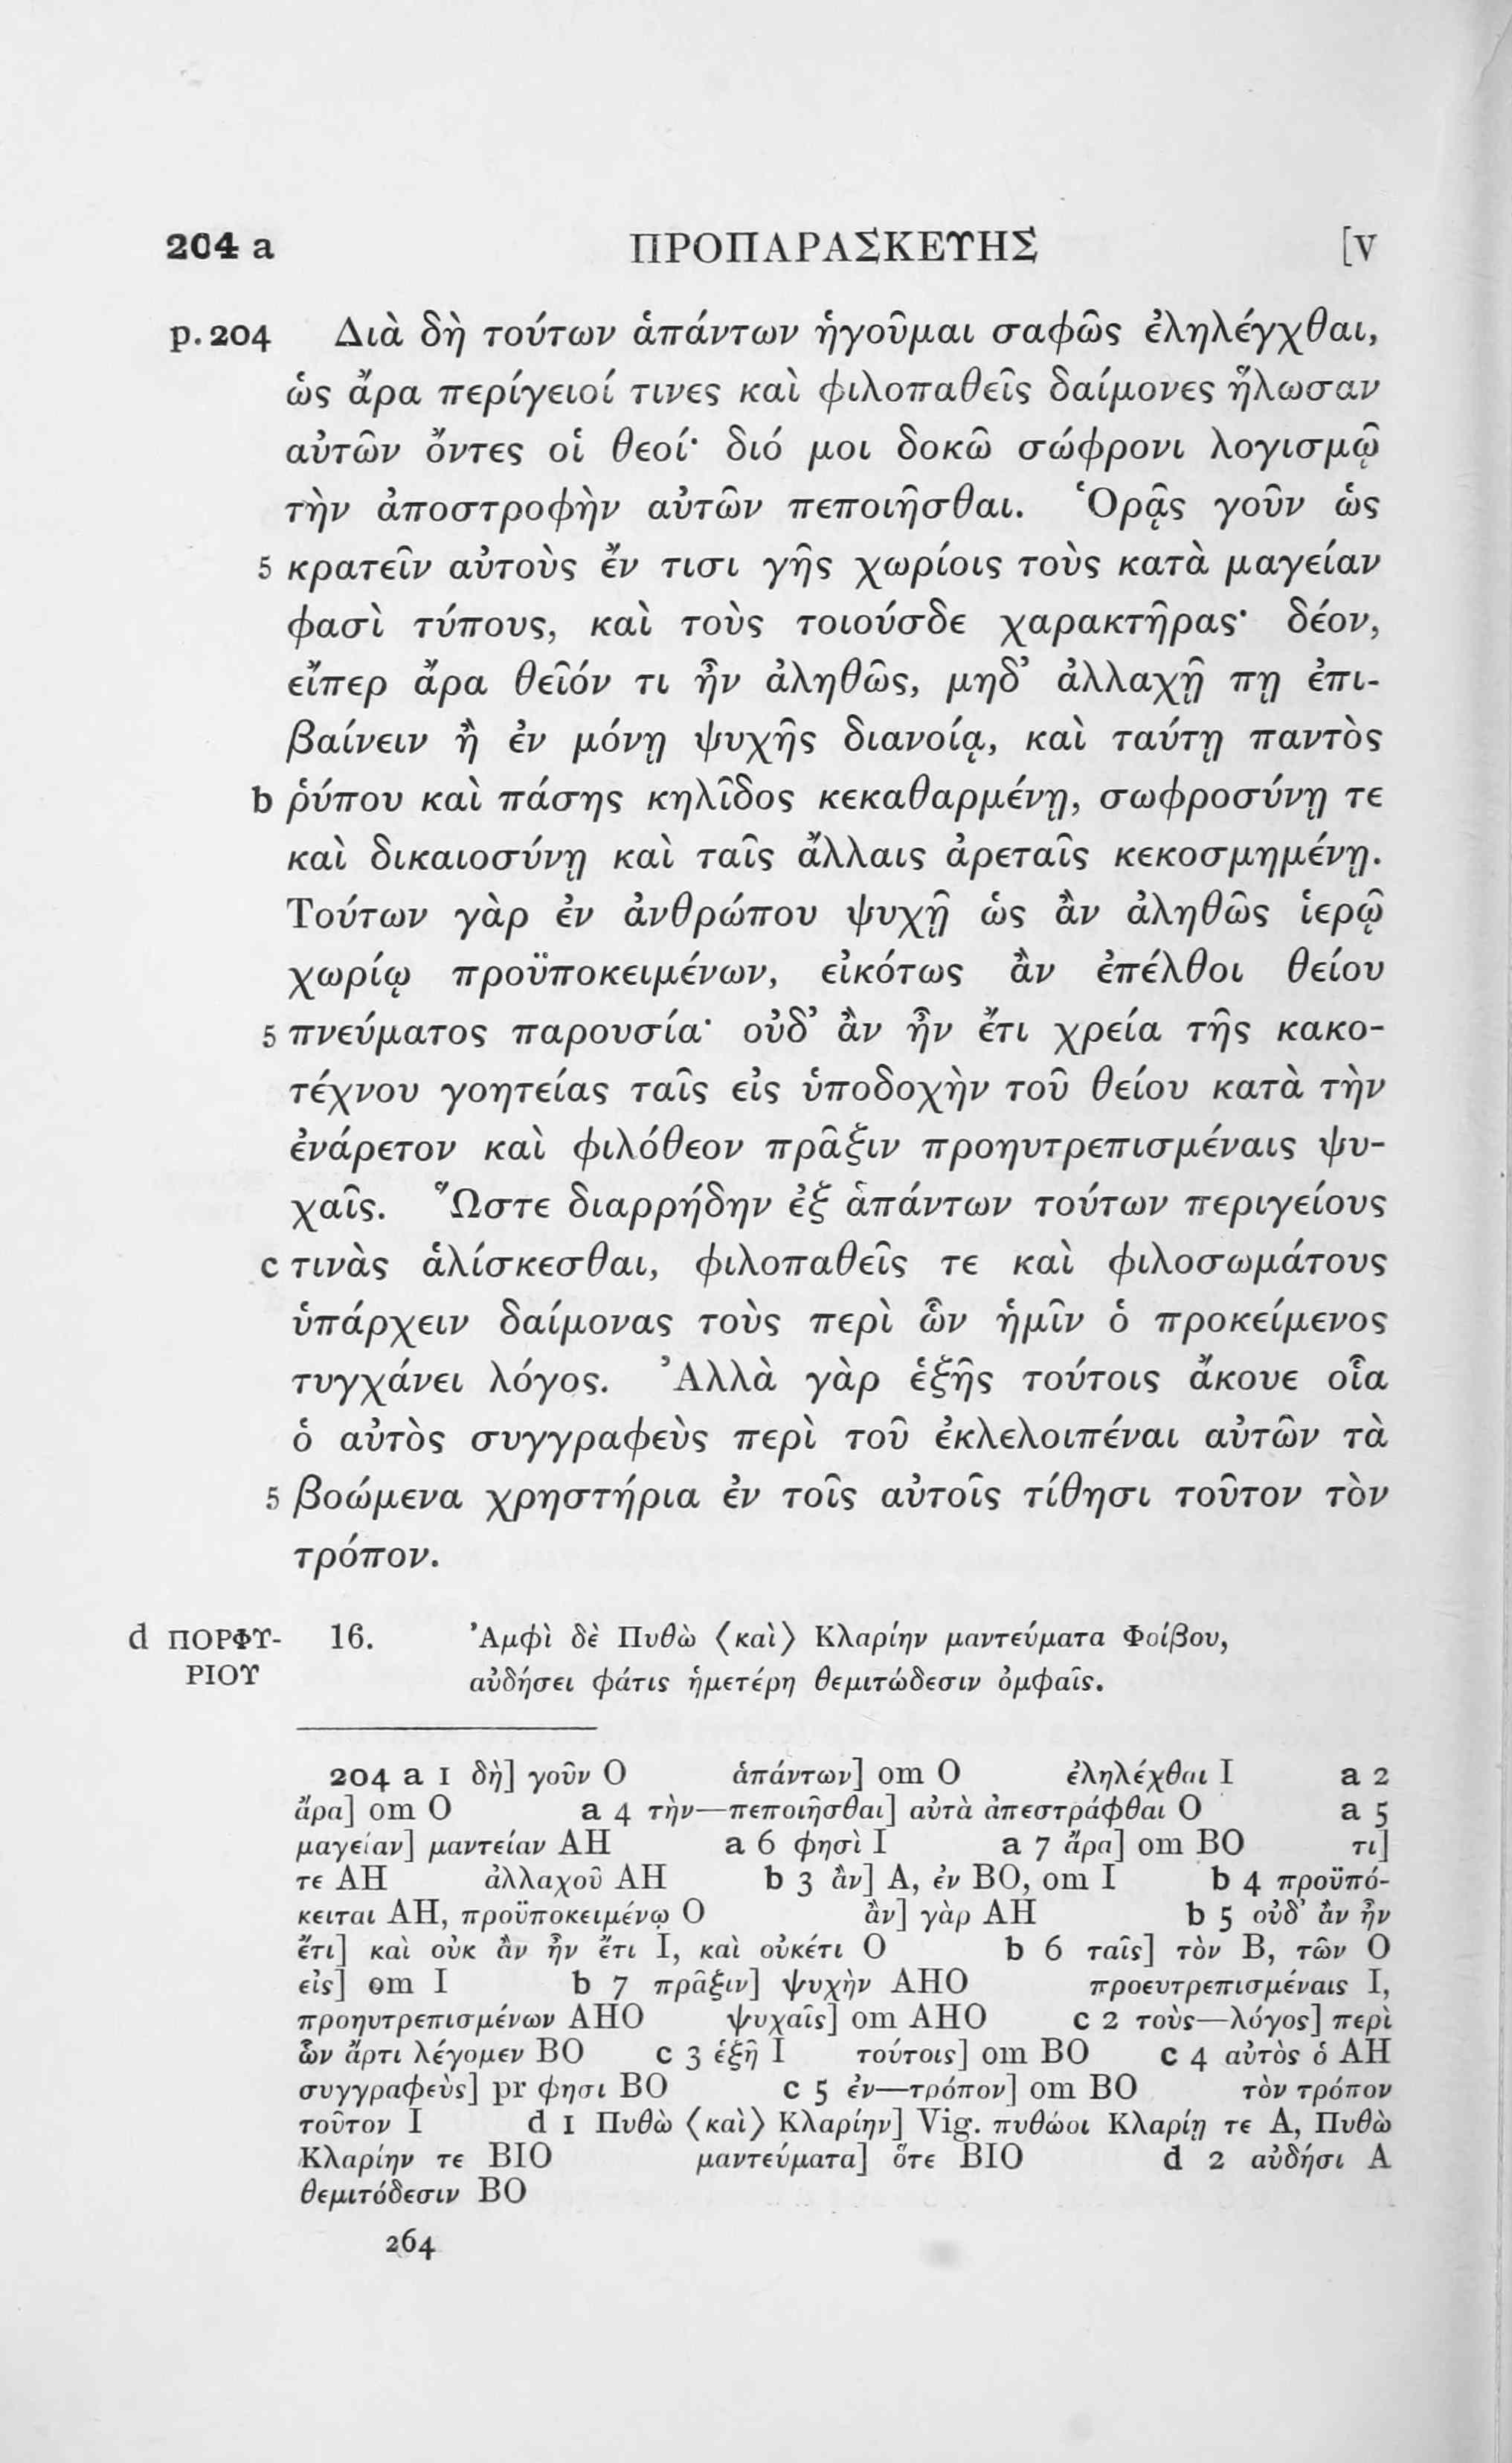 204 a ΠΡΟΠΑΡΑΣΚΕΥΗΣ [V
p. 204 Διὰ δὴ τούτων ἁπάντων ἡγοῦμαι σαφῶς ἐληλέγχθαι,
ὡς ἄρα περίγειοί τινες καὶ φιλοπαθεῖς δαίμονες ἥλωσαν
αὐτῶν ὄντες οἱ θεοί· διό μοι δοκῶ σώφρονι λογισμῷ
τὴν ἀποστροφὴν αὐτῶν πεποιῆσθαι. Ὁρᾷς γοῦν ὡς
5 κρατεῖν αὐτοὺς ἔν τισι γῆς χωρίοις τοὺς κατὰ μαγείαν
φασὶ τύπους, καὶ τοὺς τοιούσδε χαρακτῆρας· δέον,
εἴπερ ἄρα θεῖόν τι ἦν ἀληθῶς, μηδ’ ἀλλαχῇ πῃ ἐπι-
βαίνειν ἢ ἐν μόνῃ ψυχῆς διανοίᾳ, καὶ ταύτῃ παντὸς
b ῥύπου καὶ πάσης κηλῖδος κεκαθαρμένῃ, σωφροσύνῃ τε
καὶ δικαιοσύνῃ καὶ ταῖς ἄλλαις ἀρεταῖς κεκοσμημένῃ.
Τούτων γὰρ ἐν ἀνθρώπου ψυχῇ ὡς ἂν ἀληθῶς ἱερῷ
χωρίῳ προϋποκειμένων, εἰκότως ἂν ἐπέλθοι θείου
5 πνεύματος παρουσία· οὐδ’ ἂν ἦν ἔτι χρεία τῆς κακο-
τέχνου γοητείας ταῖς εἰς ὑποδοχὴν τοῦ θείου κατὰ τὴν
ἐνάρετον καὶ φιλόθεον πρᾶξιν προηυτρεπισμέναις ψυ-
χαῖς. Ὥστε διαρρήδην ἐξ ἁπάντων τούτων περιγείους
c τινὰς ἁλίσκεσθαι, φιλοπαθεῖς τε καὶ φιλοσωμάτους
ὑπάρχειν δαίμονας τοὺς περὶ ὧν ἡμῖν ὁ προκείμενος
τυγχάνει λόγος. Ἀλλὰ γὰρ ἑξῆς τούτοις ἄκουε οἷα
ὁ αὐτὸς συγγραφεὺς περὶ τοῦ ἐκλελοιπέναι αὐτῶν τὰ
5 βοώμενα χρηστήρια ἐν τοῖς αὐτοῖς τίθησι τοῦτον τὸν
τρόπον.
d ΠΟΡΦΥ- 16. Ἀμφὶ δὲ Πυθὼ ⟨καὶ⟩ Κλαρίην μαντεύματα Φοίβου,
ΡΙΟΥ αὐδήσει φάτις ἡμετέρη θεμιτώδεσιν ὀμφαῖς.
204 a 1 δὴ] γοῦν O ἁπάντων] om O ἐληλέχθαι I a 2
ἄρα] om O a 4 τὴν—πεποιῆσθαι] αὐτὰ ἀπεστράφθαι O a 5
μαγείαν] μαντείαν AH a 6 φησὶ I a 7 ἄρα] om BO τι]
τε AH ἀλλαχοῦ AH b 3 ἂν] A, ἐν BO, om I b 4 προϋπό-
κειται AH, προϋποκειμένῳ O ἂν] γὰρ AH b 5 οὐδ’ ἂν ἦν
ἔτι] καὶ οὐκ ἂν ἦν ἔτι I, καὶ οὐκέτι O b 6 ταῖς] τὸν B, τῶν O
εἰς] om I b 7 πρᾶξιν] ψυχὴν AHO προευτρεπισμέναις I,
προηυτρεπισμένων AHO ψυχαῖς] om AHO c 2 τοὺς—λόγος] περὶ
ὧν ἄρτι λέγομεν BO c 3 ἑξῆ I τούτοις] om BO c 4 αὐτὸς ὁ AH
συγγραφεὺς] pr φησι BO c 5 ἐν—τρόπον] om BO τὸν τρόπον
τοῦτον I d 1 Πυθὼ ⟨καὶ⟩ Κλαρίην] Vig. πυθώοι Κλαρίῃ τε A, Πυθὼ
Κλαρίην τε BIO μαντεύματα] ὅτε BIO d 2 αὐδήσι A
θεμιτόδεσιν BO
264